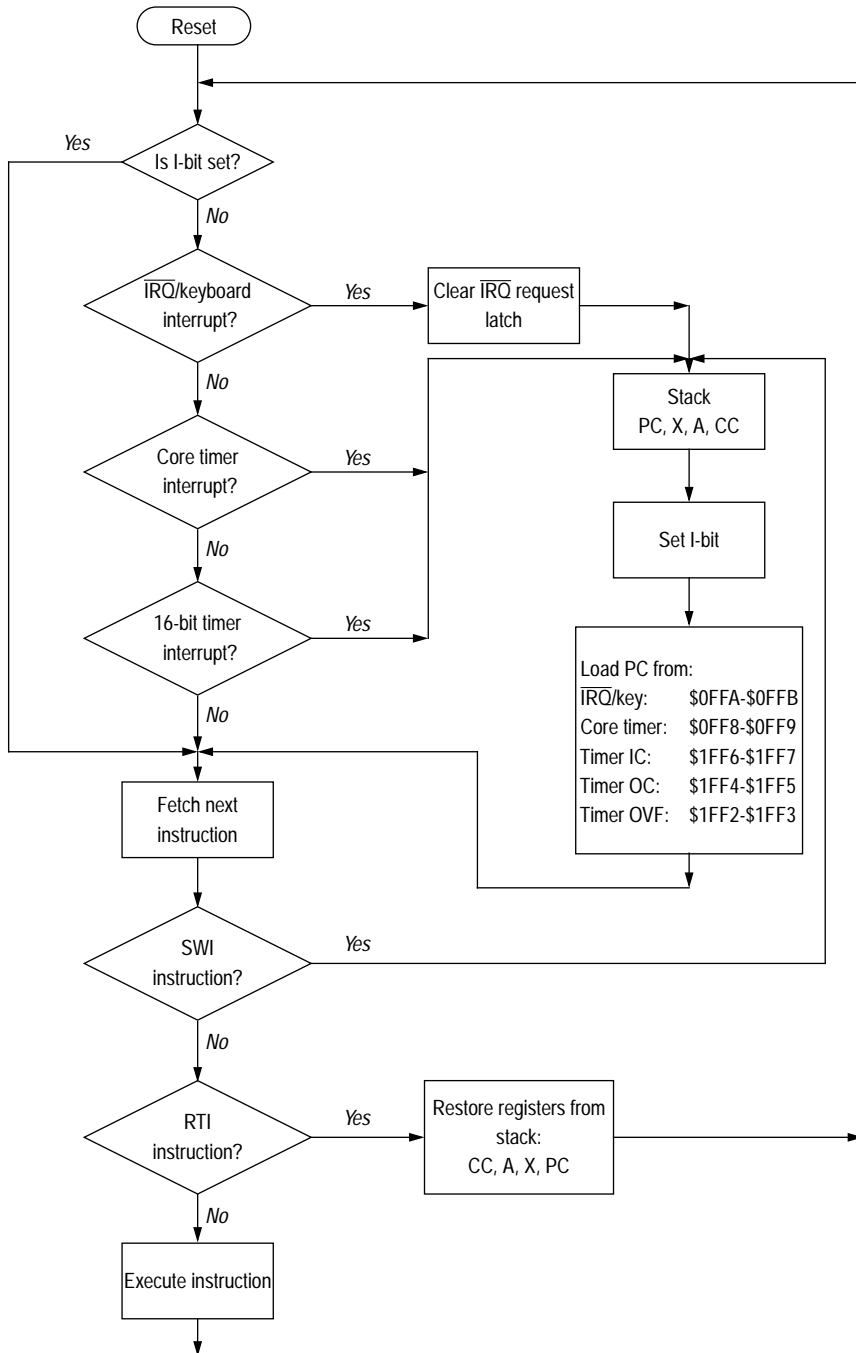 Reset
Yes
Is I-bit set?
No
IRQ/keyboard
interrupt?
Yes
Clear IRQ request
latch
No
Stack
PC, X, A, CC
Core timer
interrupt?
Yes
Set I-bit
No
16-bit timer
interrupt?
Yes
Load PC from:
IRQ/key: $0FFA-$0FFB
Core timer: $0FF8-$0FF9
Timer IC: $1FF6-$1FF7
Timer OC: $1FF4-$1FF5
Timer OVF: $1FF2-$1FF3
No
Fetch next
instruction
SWI
instruction?
Yes
No
RTI
instruction?
Yes
Restore registers from
stack:
CC, A, X, PC
No
Execute instruction